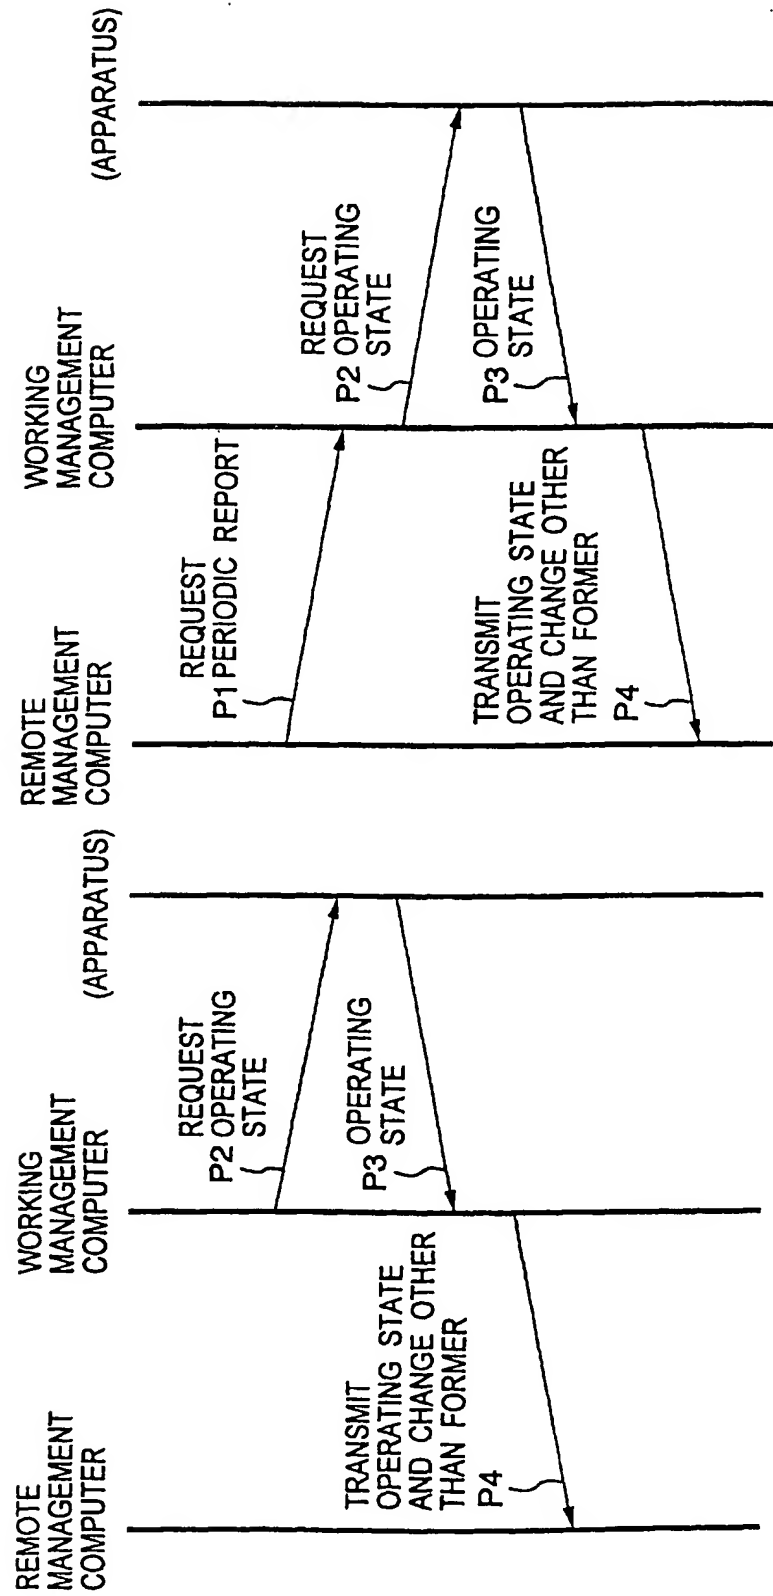 REMOTE
MANAGEMENT
COMPUTER
WORKING
MANAGEMENT
COMPUTER
(APPARATUS)
REQUEST
P2 OPERATING
STATE
P3 OPERATING
STATE
TRANSMIT
OPERATING STATE
AND CHANGE OTHER
THAN FORMER
P4
REMOTE
MANAGEMENT
COMPUTER
WORKING
MANAGEMENT
COMPUTER
(APPARATUS)
REQUEST
P1 PERIODIC REPORT
REQUEST
P2 OPERATING
STATE
P3 OPERATING
STATE
TRANSMIT
OPERATING STATE
AND CHANGE OTHER
THAN FORMER
P4